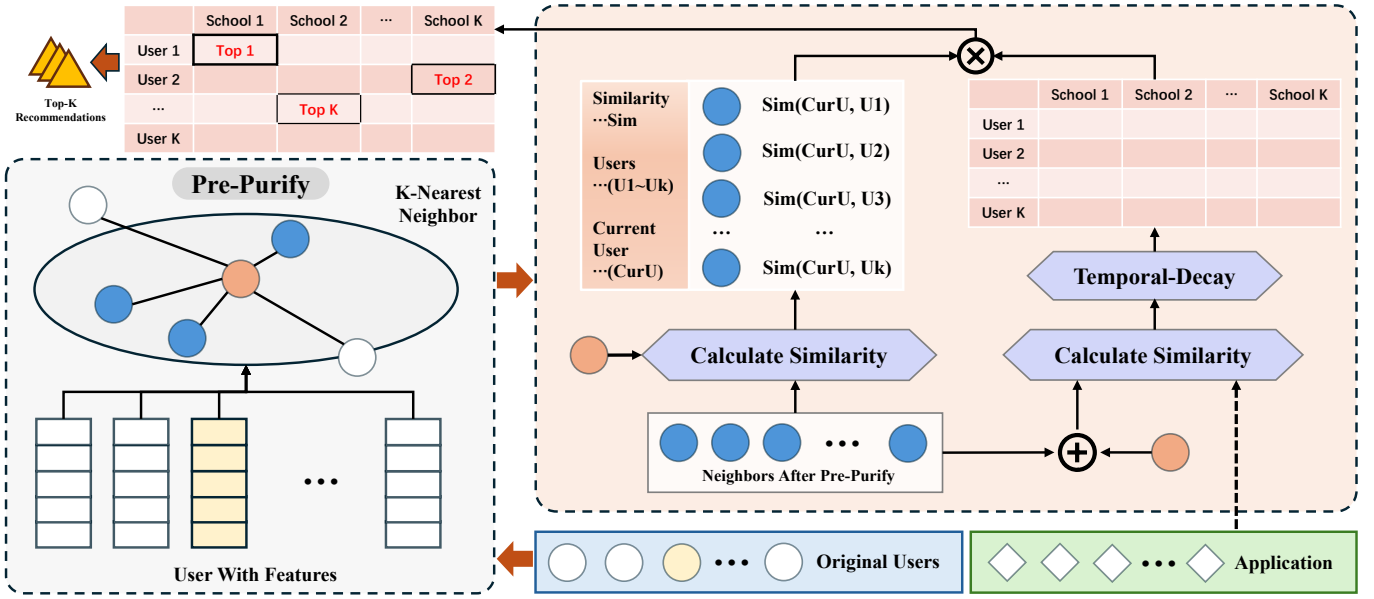 School 1 School 2 ··· School K
User 1 Top 1
User 2 Top 2
··· Top K
User K
Top-K
Recommendations
Pre-Purify
K-Nearest
Neighbor
User With Features
Similarity
···Sim
Users
···(U1~Uk)
Current
User
···(CurU)
Sim(CurU, U1)
Sim(CurU, U2)
Sim(CurU, U3)
··· ···
Sim(CurU, Uk)
School 1 School 2 ··· School K
User 1
User 2
···
User K
Temporal-Decay
Calculate Similarity
Calculate Similarity
···
Neighbors After Pre-Purify
···
··· Original Users
··· Application